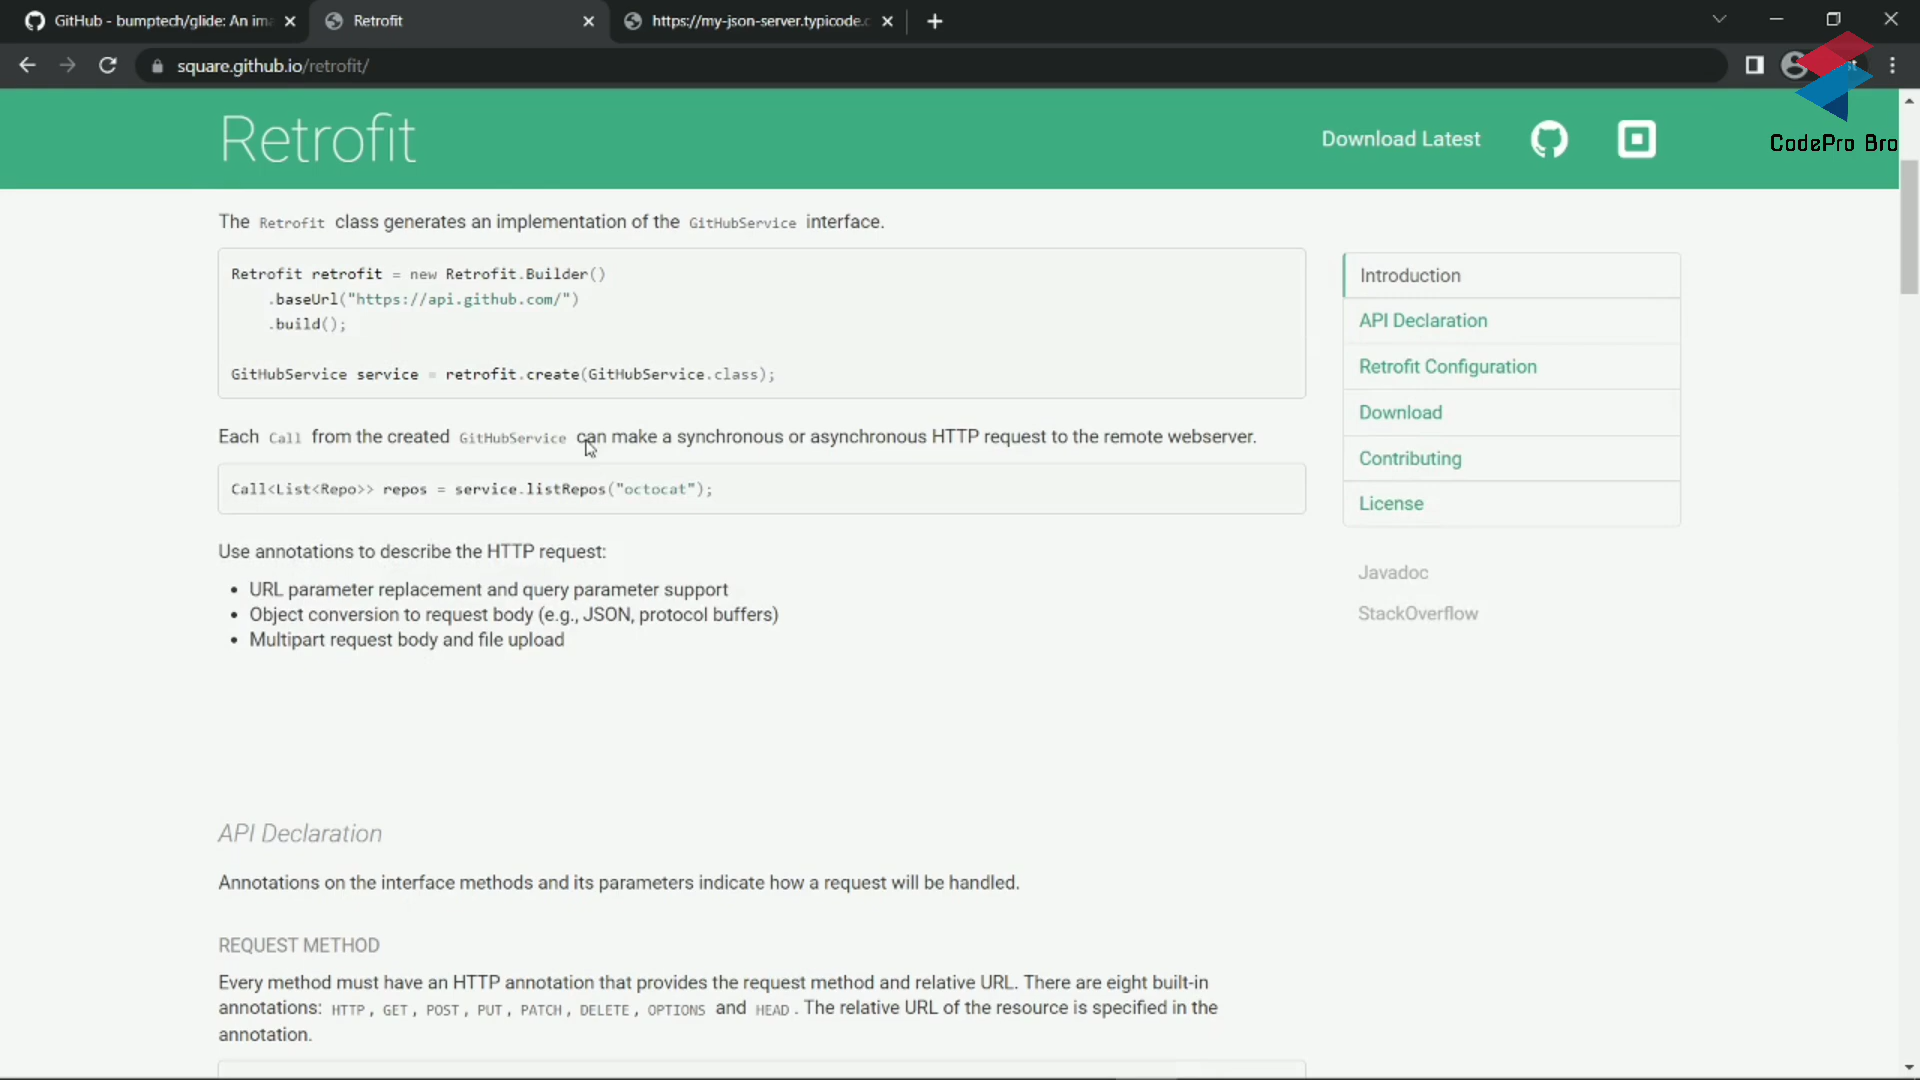 GitHub - bumptech/glide: An ima
Retrofit
https://my-json-server.typicode.c
square.github.io/retrofit/
Retrofit
Download Latest
CodePro Bro
The Retrofit class generates an implementation of the GitHubService interface.
Retrofit retrofit = new Retrofit.Builder()
.baseUrl("https://api.github.com/")
.build();
GitHubService service = retrofit.create(GitHubService.class);
Each Call from the created GitHubService can make a synchronous or asynchronous HTTP request to the remote webserver.
Call<List<Repo>> repos = service.listRepos("octocat");
Use annotations to describe the HTTP request:
• URL parameter replacement and query parameter support
• Object conversion to request body (e.g., JSON, protocol buffers)
• Multipart request body and file upload
Introduction
API Declaration
Retrofit Configuration
Download
Contributing
License
Javadoc
StackOverflow
API Declaration
Annotations on the interface methods and its parameters indicate how a request will be handled.
REQUEST METHOD
Every method must have an HTTP annotation that provides the request method and relative URL. There are eight built-in
annotations: HTTP, GET, POST, PUT, PATCH, DELETE, OPTIONS and HEAD. The relative URL of the resource is specified in the
annotation.